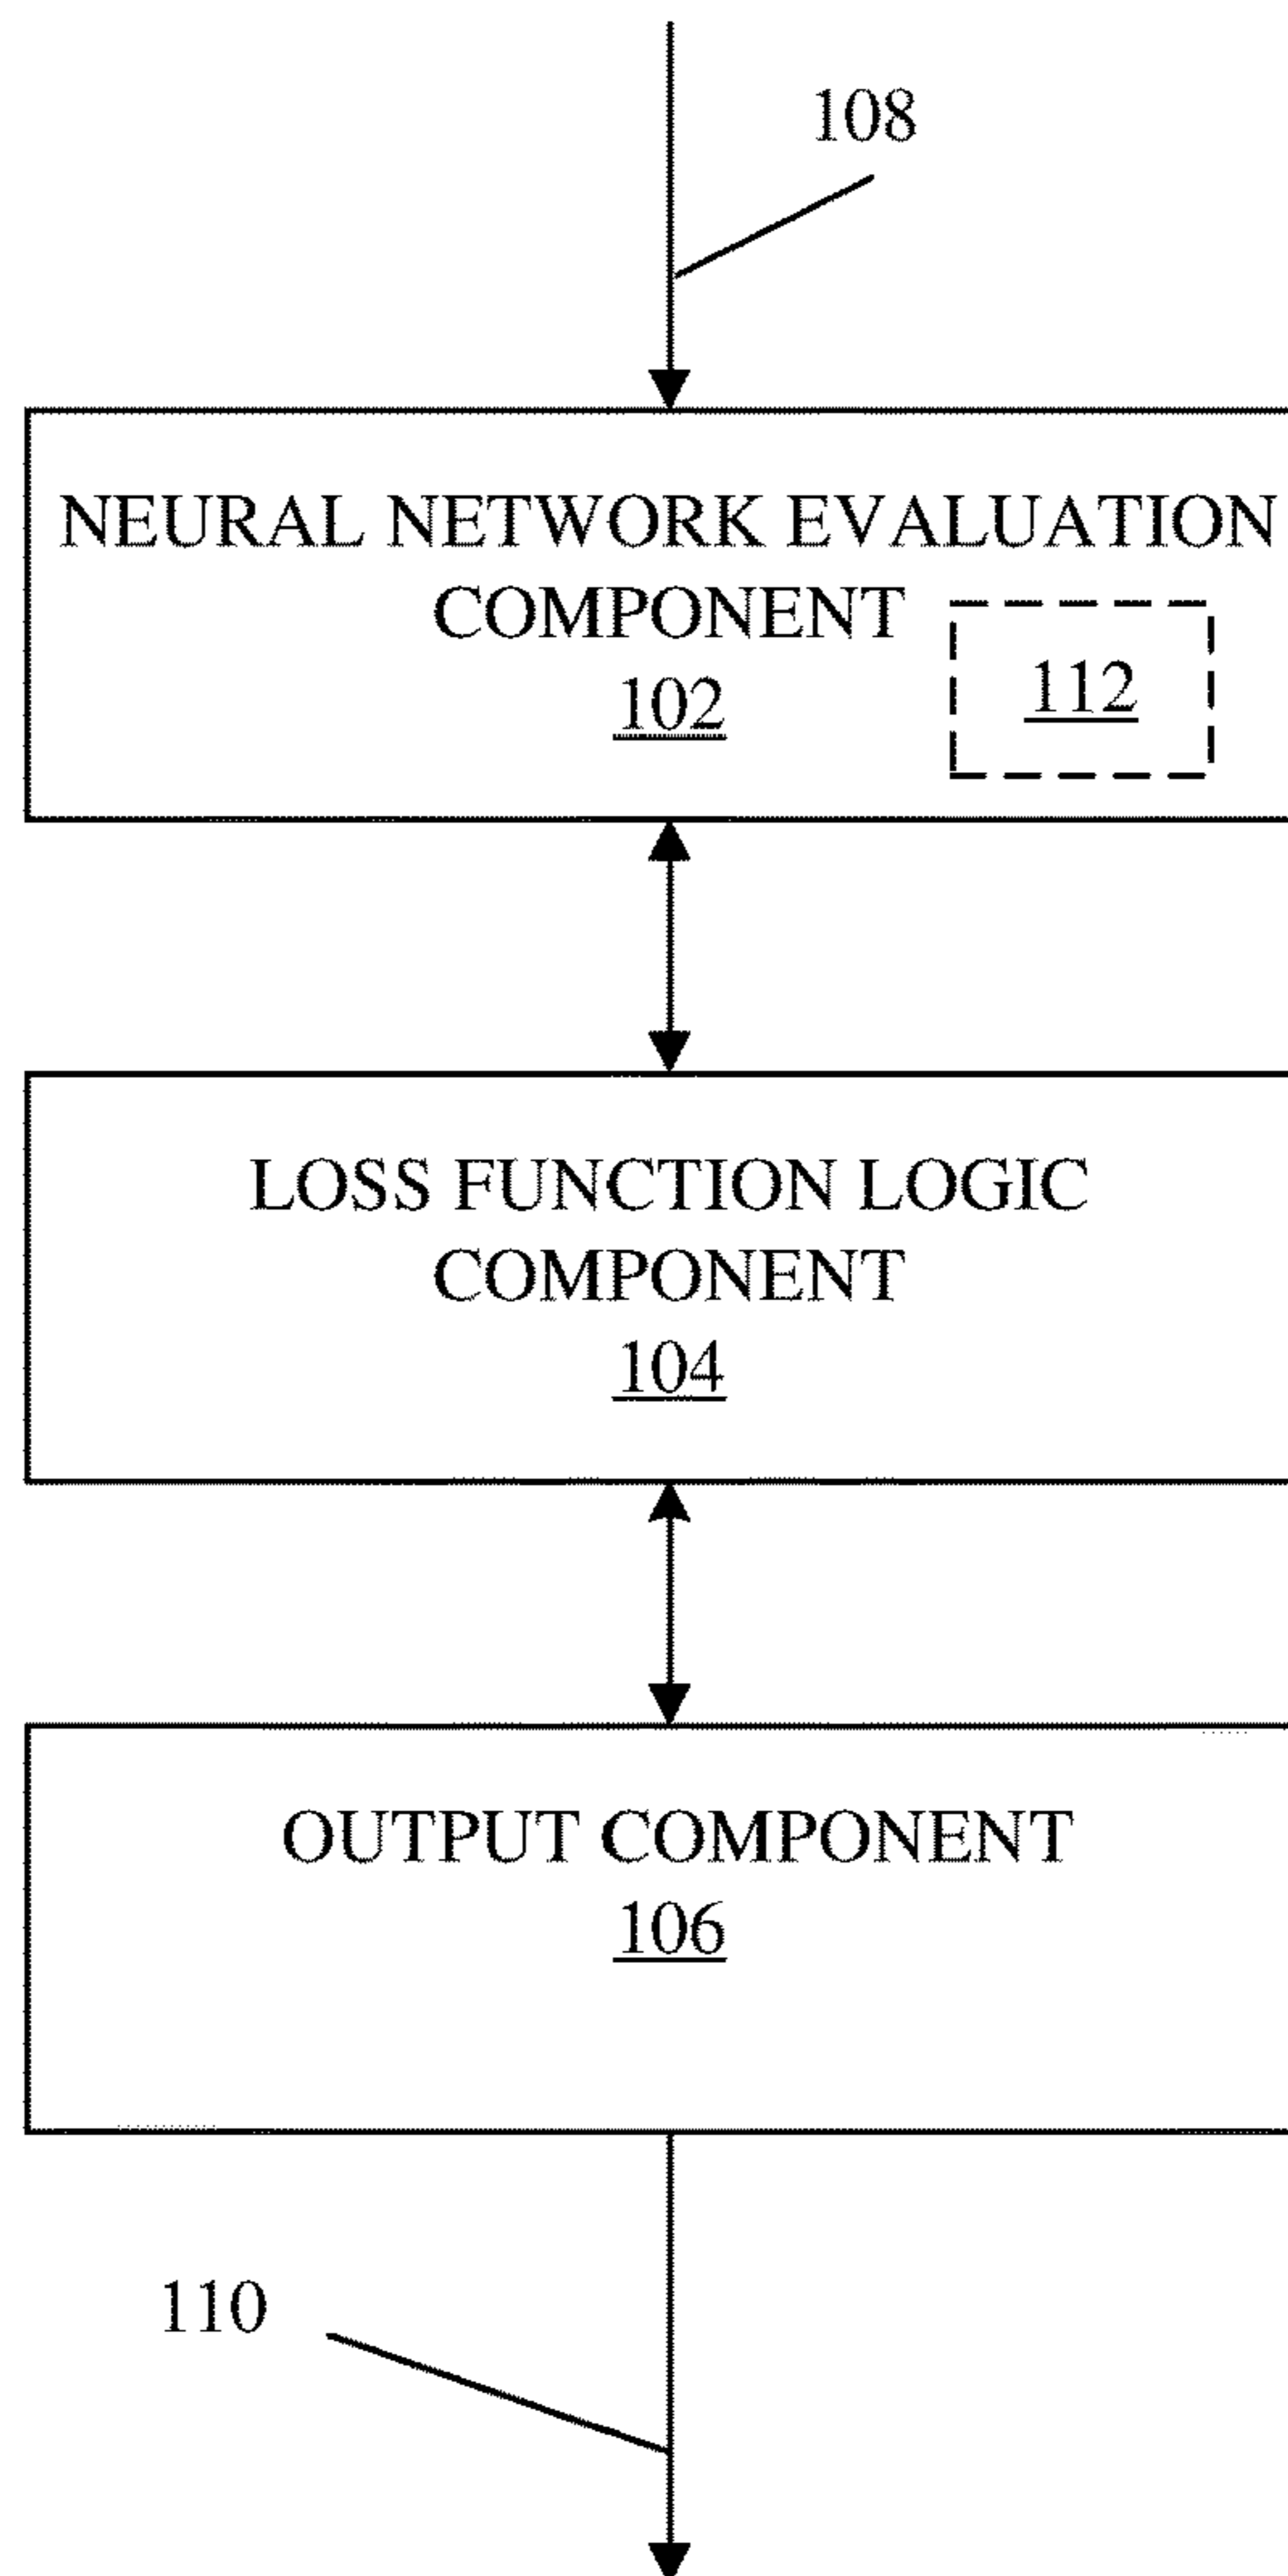 108
NEURAL NETWORK EVALUATION
COMPONENT
102
112
LOSS FUNCTION LOGIC
COMPONENT
104
OUTPUT COMPONENT
106
110